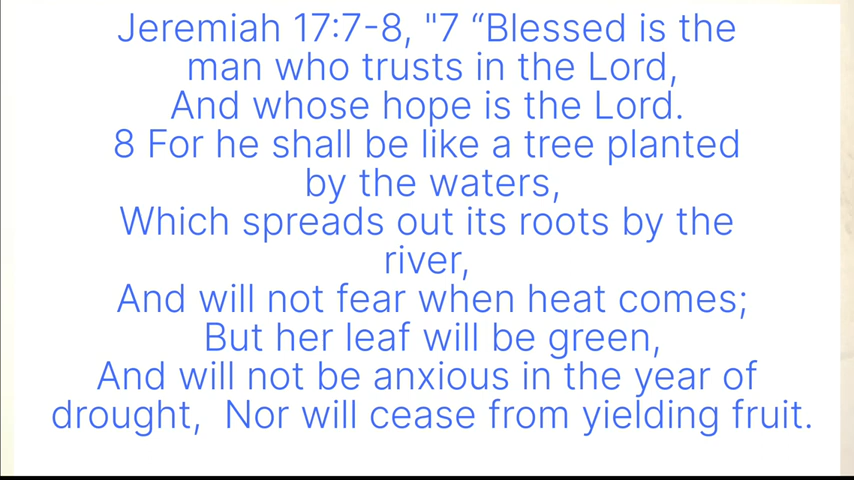 Jeremiah 17:7-8, "7 “Blessed is the
man who trusts in the Lord,
And whose hope is the Lord.
8 For he shall be like a tree planted
by the waters,
Which spreads out its roots by the
river,
And will not fear when heat comes;
But her leaf will be green,
And will not be anxious in the year of
drought,  Nor will cease from yielding fruit.